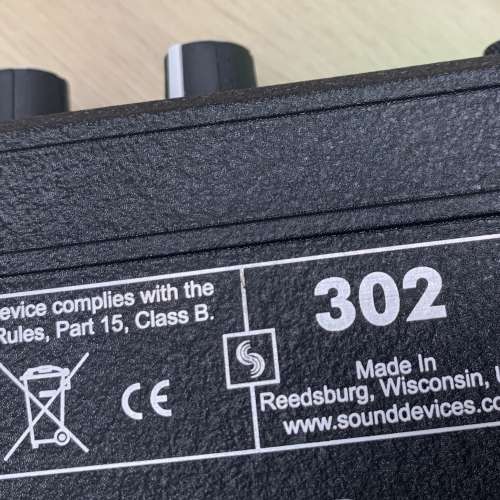 evice complies with the
Rules, Part 15, Class B.
CE
302
Made In
Reedsburg, Wisconsin, U
www.sounddevices.co